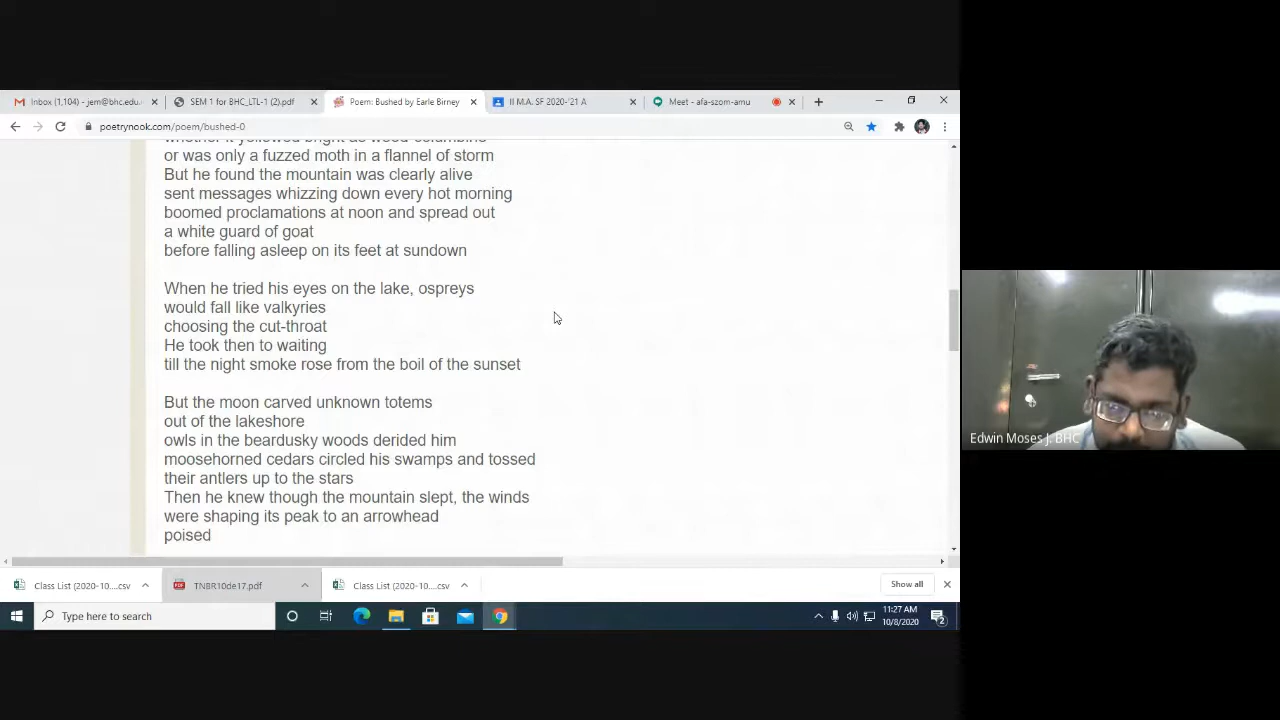 Inbox (1,104) - jem@bhc.edu.
SEM 1 for BHC_LTL-1 (2).pdf
Poem: Bushed by Earle Birney
II M.A. SF 2020-'21 A
Meet - afa-szom-amu
poetrynook.com/poem/bushed-0
whether it yellowed bright as wood-columbine
or was only a fuzzed moth in a flannel of storm
But he found the mountain was clearly alive
sent messages whizzing down every hot morning
boomed proclamations at noon and spread out
a white guard of goat
before falling asleep on its feet at sundown
When he tried his eyes on the lake, ospreys
would fall like valkyries
choosing the cut-throat
He took then to waiting
till the night smoke rose from the boil of the sunset
But the moon carved unknown totems
out of the lakeshore
owls in the beardusky woods derided him
moosehorned cedars circled his swamps and tossed
their antlers up to the stars
Then he knew though the mountain slept, the winds
were shaping its peak to an arrowhead
poised
Edwin Moses J. BHC
Class List (2020-10....csv
TNBR10de17.pdf
Class List (2020-10....csv
Show all
Type here to search
11:27 AM
10/8/2020
2